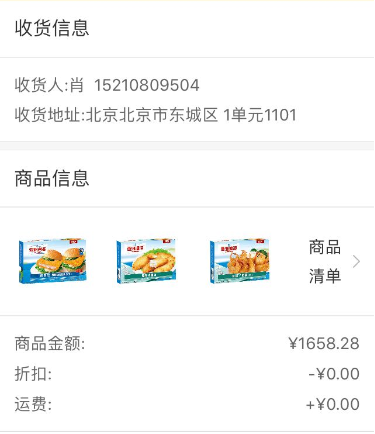 收货信息
收货人:肖 15210809504
收货地址:北京北京市东城区 1单元1101
商品信息
商品
清单
商品金额:
¥1658.28
折扣:
-¥0.00
运费:
+¥0.00